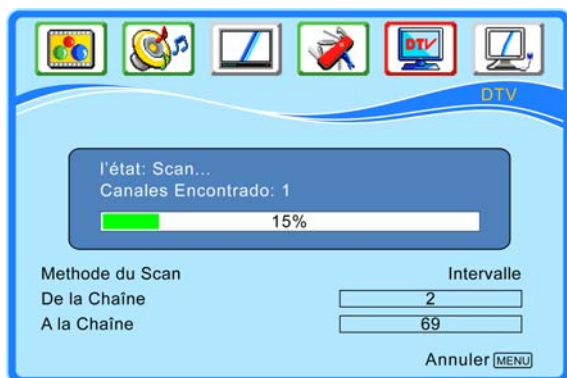 DTV
DTV
l'état: Scan...
Canales Encontrado: 1
15%
Methode du Scan Intervalle
De la Chaîne 2
A la Chaîne 69
Annuler MENU